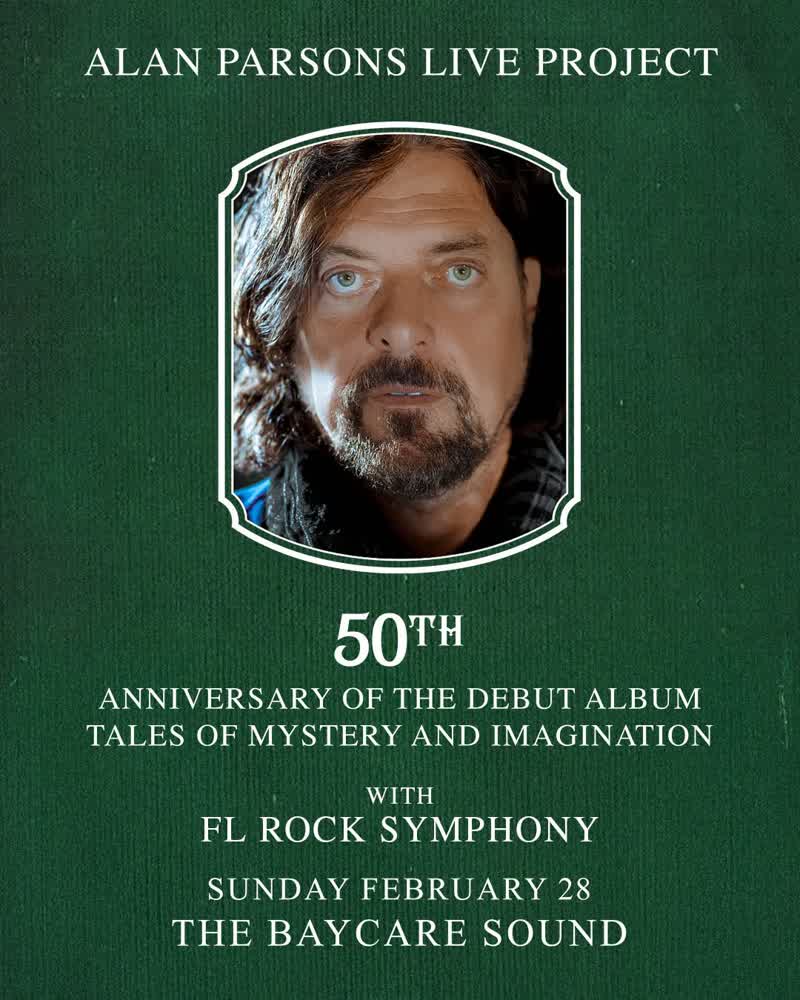 ALAN PARSONS LIVE PROJECT
50TH
ANNIVERSARY OF THE DEBUT ALBUM
TALES OF MYSTERY AND IMAGINATION
WITH
FL ROCK SYMPHONY
SUNDAY FEBRUARY 28
THE BAYCARE SOUND